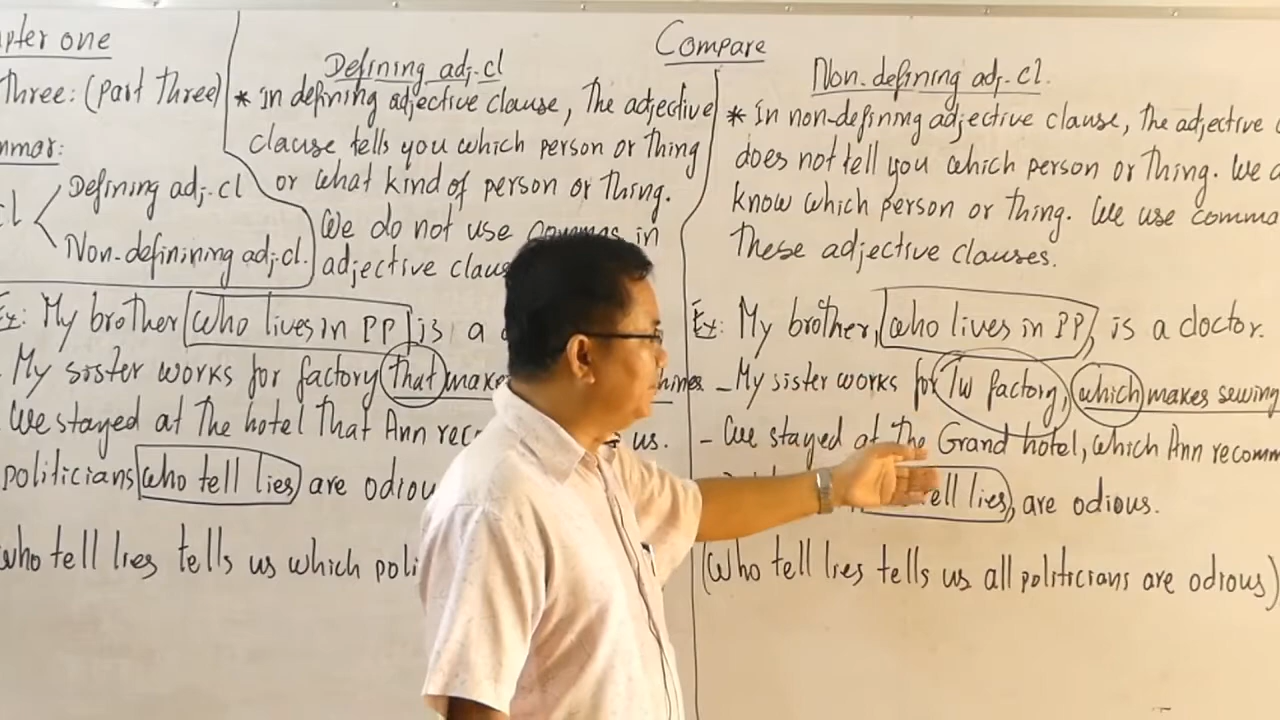 pter one
Three: (part three)
mmar:
cl
Defining adj.cl
Non-definining adj.cl.
Compare
Defining adj.cl
* in defining adjective clause, the adjective
clause tells you which person or thing
or what kind of person or thing.
We do not use commas in
adjective claus
Ex: My brother who lives in PP is a
My sister works for factory that make hines
We stayed at the hotel that Ann rec us.
politicians who tell lies are odiou
who tell lies tells us which poli
Non-defining adj.cl.
* in non-defining adjective clause, the adjective
does not tell you which person or thing. We a
know which person or thing. We use comma
these adjective clauses.
Ex: My brother, who lives in PP, is a doctor.
- My sister works for TW factory, which makes sewing
- We stayed at the Grand hotel, which Ann recomm
tell lies, are odious.
(who tell lies tells us all politicians are odious)